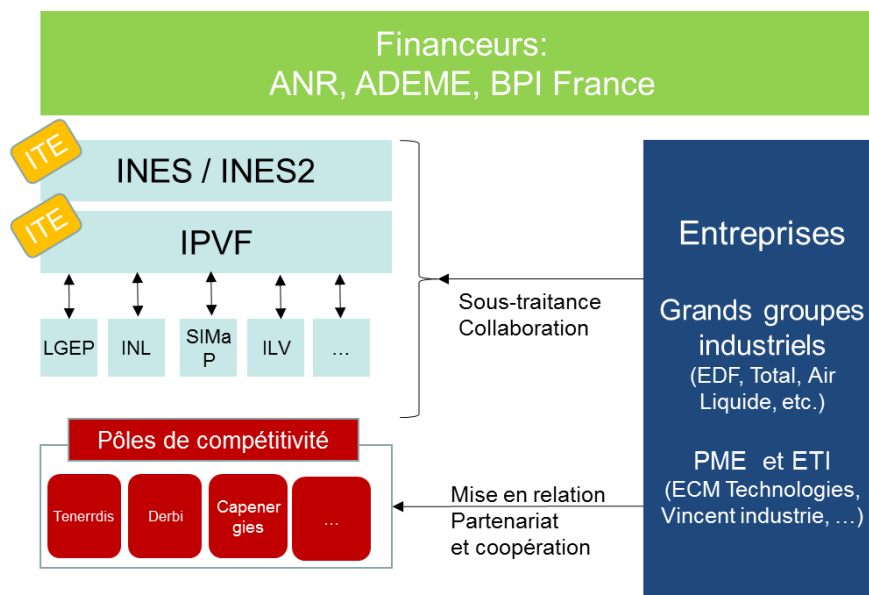 Financeurs:
ANR, ADEME, BPI France
ITE
INES / INES2
ITE
IPVF
LGEP
INL
SIMa
P
ILV
...
Sous-traitance
Collaboration
Entreprises
Grands groupes
industriels
(EDF, Total, Air
Liquide, etc.)
PME et ETI
(ECM Technologies,
Vincent industrie, ...)
Pôles de compétitivité
Tenerrdis
Derbi
Capener
gies
...
Mise en relation
Partenariat
et coopération